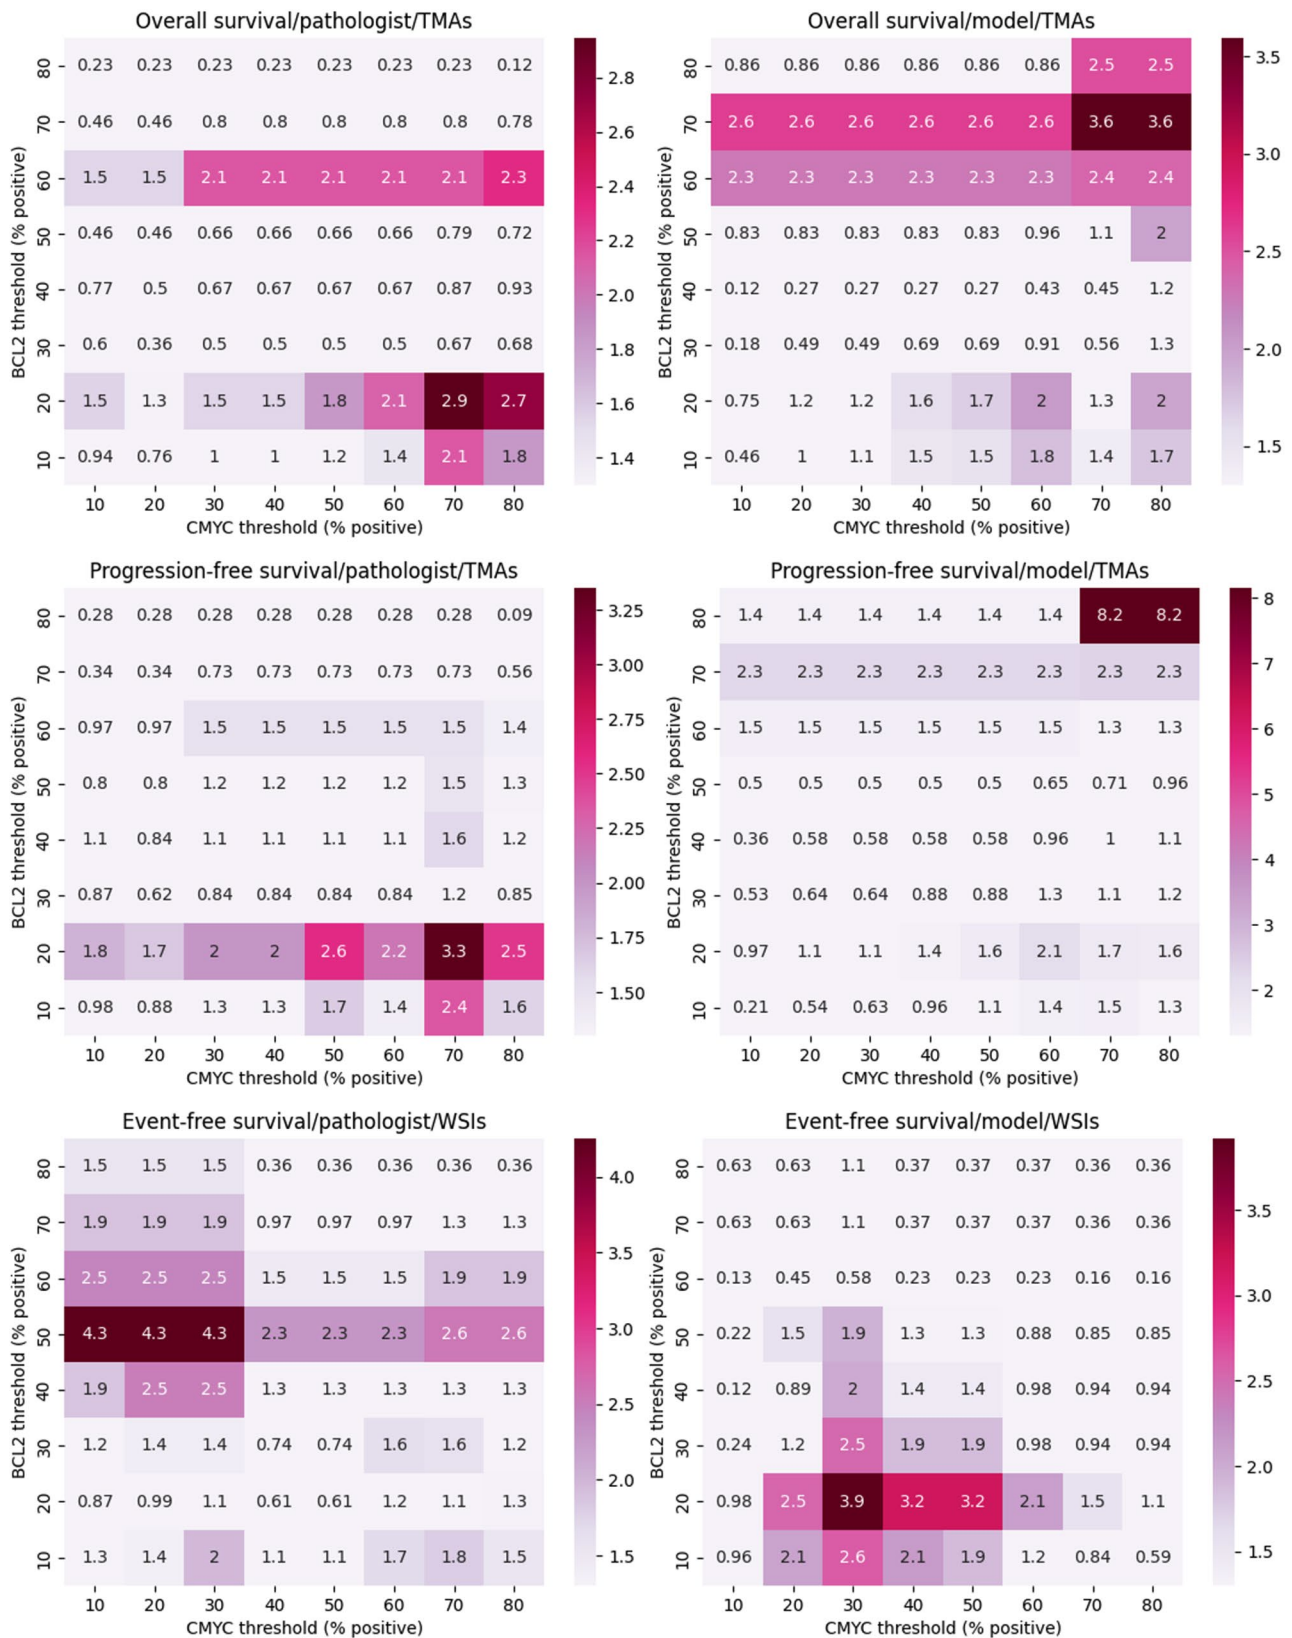 Overall survival/pathologist/TMAs
BCL2 threshold (% positive)
80 0.23 0.23 0.23 0.23 0.23 0.23 0.23 0.12
70 0.46 0.46 0.8 0.8 0.8 0.8 0.8 0.78
60 1.5 1.5 2.1 2.1 2.1 2.1 2.1 2.3
50 0.46 0.46 0.66 0.66 0.66 0.66 0.79 0.72
40 0.77 0.5 0.67 0.67 0.67 0.67 0.87 0.93
30 0.6 0.36 0.5 0.5 0.5 0.5 0.67 0.68
20 1.5 1.3 1.5 1.5 1.8 2.1 2.9 2.7
10 0.94 0.76 1 1 1.2 1.4 2.1 1.8
10 20 30 40 50 60 70 80
CMYC threshold (% positive)
2.8
2.6
2.4
2.2
2.0
1.8
1.6
1.4
Overall survival/model/TMAs
BCL2 threshold (% positive)
80 0.86 0.86 0.86 0.86 0.86 0.86 2.5 2.5
70 2.6 2.6 2.6 2.6 2.6 2.6 3.6 3.6
60 2.3 2.3 2.3 2.3 2.3 2.3 2.4 2.4
50 0.83 0.83 0.83 0.83 0.83 0.96 1.1 2
40 0.12 0.27 0.27 0.27 0.27 0.43 0.45 1.2
30 0.18 0.49 0.49 0.69 0.69 0.91 0.56 1.3
20 0.75 1.2 1.2 1.6 1.7 2 1.3 2
10 0.46 1 1.1 1.5 1.5 1.8 1.4 1.7
10 20 30 40 50 60 70 80
CMYC threshold (% positive)
3.5
3.0
2.5
2.0
1.5
Progression-free survival/pathologist/TMAs
BCL2 threshold (% positive)
80 0.28 0.28 0.28 0.28 0.28 0.28 0.28 0.09
70 0.34 0.34 0.73 0.73 0.73 0.73 0.73 0.56
60 0.97 0.97 1.5 1.5 1.5 1.5 1.5 1.4
50 0.8 0.8 1.2 1.2 1.2 1.2 1.5 1.3
40 1.1 0.84 1.1 1.1 1.1 1.1 1.6 1.2
30 0.87 0.62 0.84 0.84 0.84 0.84 1.2 0.85
20 1.8 1.7 2 2 2.6 2.2 3.3 2.5
10 0.98 0.88 1.3 1.3 1.7 1.4 2.4 1.6
10 20 30 40 50 60 70 80
CMYC threshold (% positive)
3.25
3.00
2.75
2.50
2.25
2.00
1.75
1.50
Progression-free survival/model/TMAs
BCL2 threshold (% positive)
80 1.4 1.4 1.4 1.4 1.4 1.4 8.2 8.2
70 2.3 2.3 2.3 2.3 2.3 2.3 2.3 2.3
60 1.5 1.5 1.5 1.5 1.5 1.5 1.3 1.3
50 0.5 0.5 0.5 0.5 0.5 0.65 0.71 0.96
40 0.36 0.58 0.58 0.58 0.58 0.96 1 1.1
30 0.53 0.64 0.64 0.88 0.88 1.3 1.1 1.2
20 0.97 1.1 1.1 1.4 1.6 2.1 1.7 1.6
10 0.21 0.54 0.63 0.96 1.1 1.4 1.5 1.3
10 20 30 40 50 60 70 80
CMYC threshold (% positive)
8
7
6
5
4
3
2
Event-free survival/pathologist/WSIs
BCL2 threshold (% positive)
80 1.5 1.5 1.5 0.36 0.36 0.36 0.36 0.36
70 1.9 1.9 1.9 0.97 0.97 0.97 1.3 1.3
60 2.5 2.5 2.5 1.5 1.5 1.5 1.9 1.9
50 4.3 4.3 4.3 2.3 2.3 2.3 2.6 2.6
40 1.9 2.5 2.5 1.3 1.3 1.3 1.3 1.3
30 1.2 1.4 1.4 0.74 0.74 1.6 1.6 1.2
20 0.87 0.99 1.1 0.61 0.61 1.2 1.1 1.3
10 1.3 1.4 2 1.1 1.1 1.7 1.8 1.5
10 20 30 40 50 60 70 80
CMYC threshold (% positive)
4.0
3.5
3.0
2.5
2.0
1.5
Event-free survival/model/WSIs
BCL2 threshold (% positive)
80 0.63 0.63 1.1 0.37 0.37 0.37 0.36 0.36
70 0.63 0.63 1.1 0.37 0.37 0.37 0.36 0.36
60 0.13 0.45 0.58 0.23 0.23 0.23 0.16 0.16
50 0.22 1.5 1.9 1.3 1.3 0.88 0.85 0.85
40 0.12 0.89 2 1.4 1.4 0.98 0.94 0.94
30 0.24 1.2 2.5 1.9 1.9 0.98 0.94 0.94
20 0.98 2.5 3.9 3.2 3.2 2.1 1.5 1.1
10 0.96 2.1 2.6 2.1 1.9 1.2 0.84 0.59
10 20 30 40 50 60 70 80
CMYC threshold (% positive)
3.5
3.0
2.5
2.0
1.5